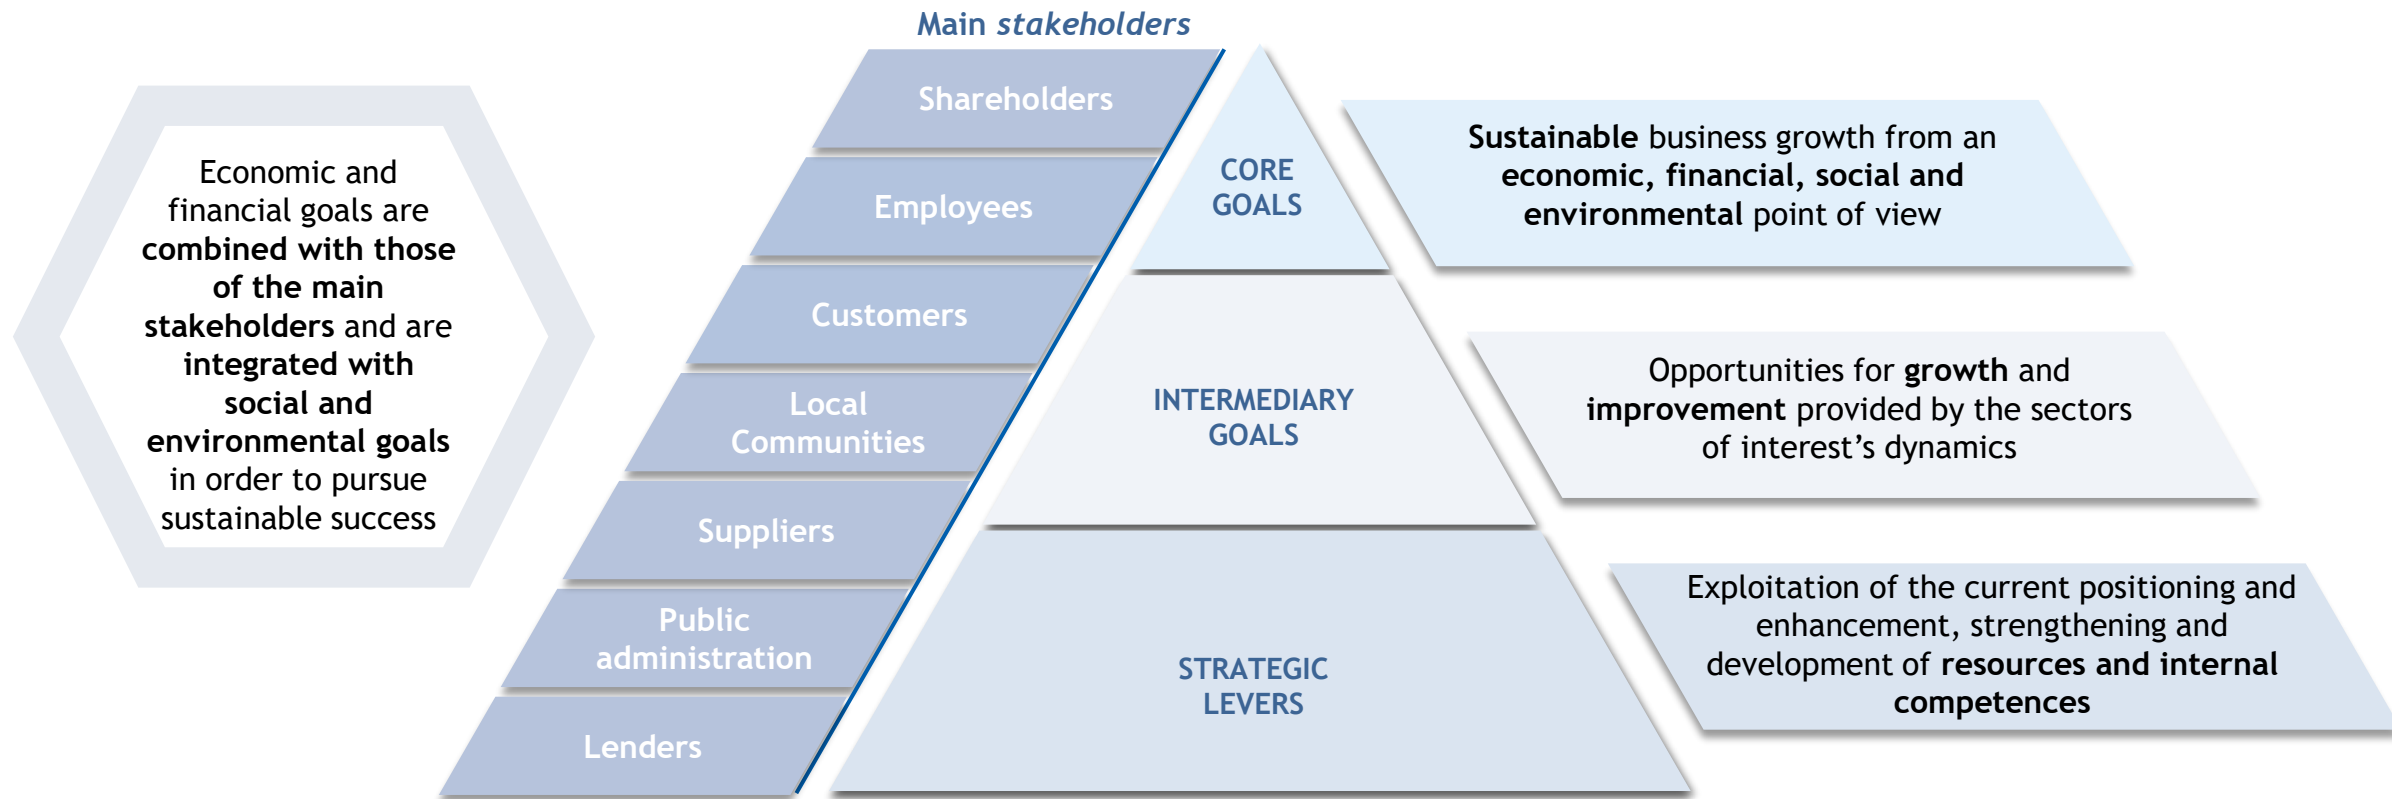 Main stakeholders
Economic and
financial goals are
combined with those
of the main
stakeholders and are
integrated with
social and
environmental goals
in order to pursue
sustainable success
Shareholders
Employees
Customers
Local
Communities
Suppliers
Public
administration
Lenders
CORE
GOALS
Sustainable business growth from an
economic, financial, social and
environmental point of view
INTERMEDIARY
GOALS
Opportunities for growth and
improvement provided by the sectors
of interest’s dynamics
STRATEGIC
LEVERS
Exploitation of the current positioning and
enhancement, strengthening and
development of resources and internal
competences